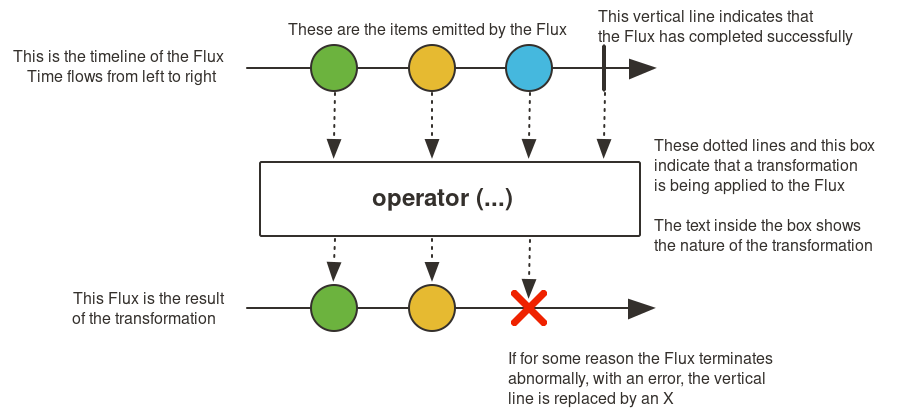 This is the timeline of the Flux
Time flows from left to right
These are the items emitted by the Flux
This vertical line indicates that
the Flux has completed successfully
These dotted lines and this box
indicate that a transformation
is being applied to the Flux
The text inside the box shows
the nature of the transformation
operator (...)
This Flux is the result
of the transformation
If for some reason the Flux terminates
abnormally, with an error, the vertical
line is replaced by an X